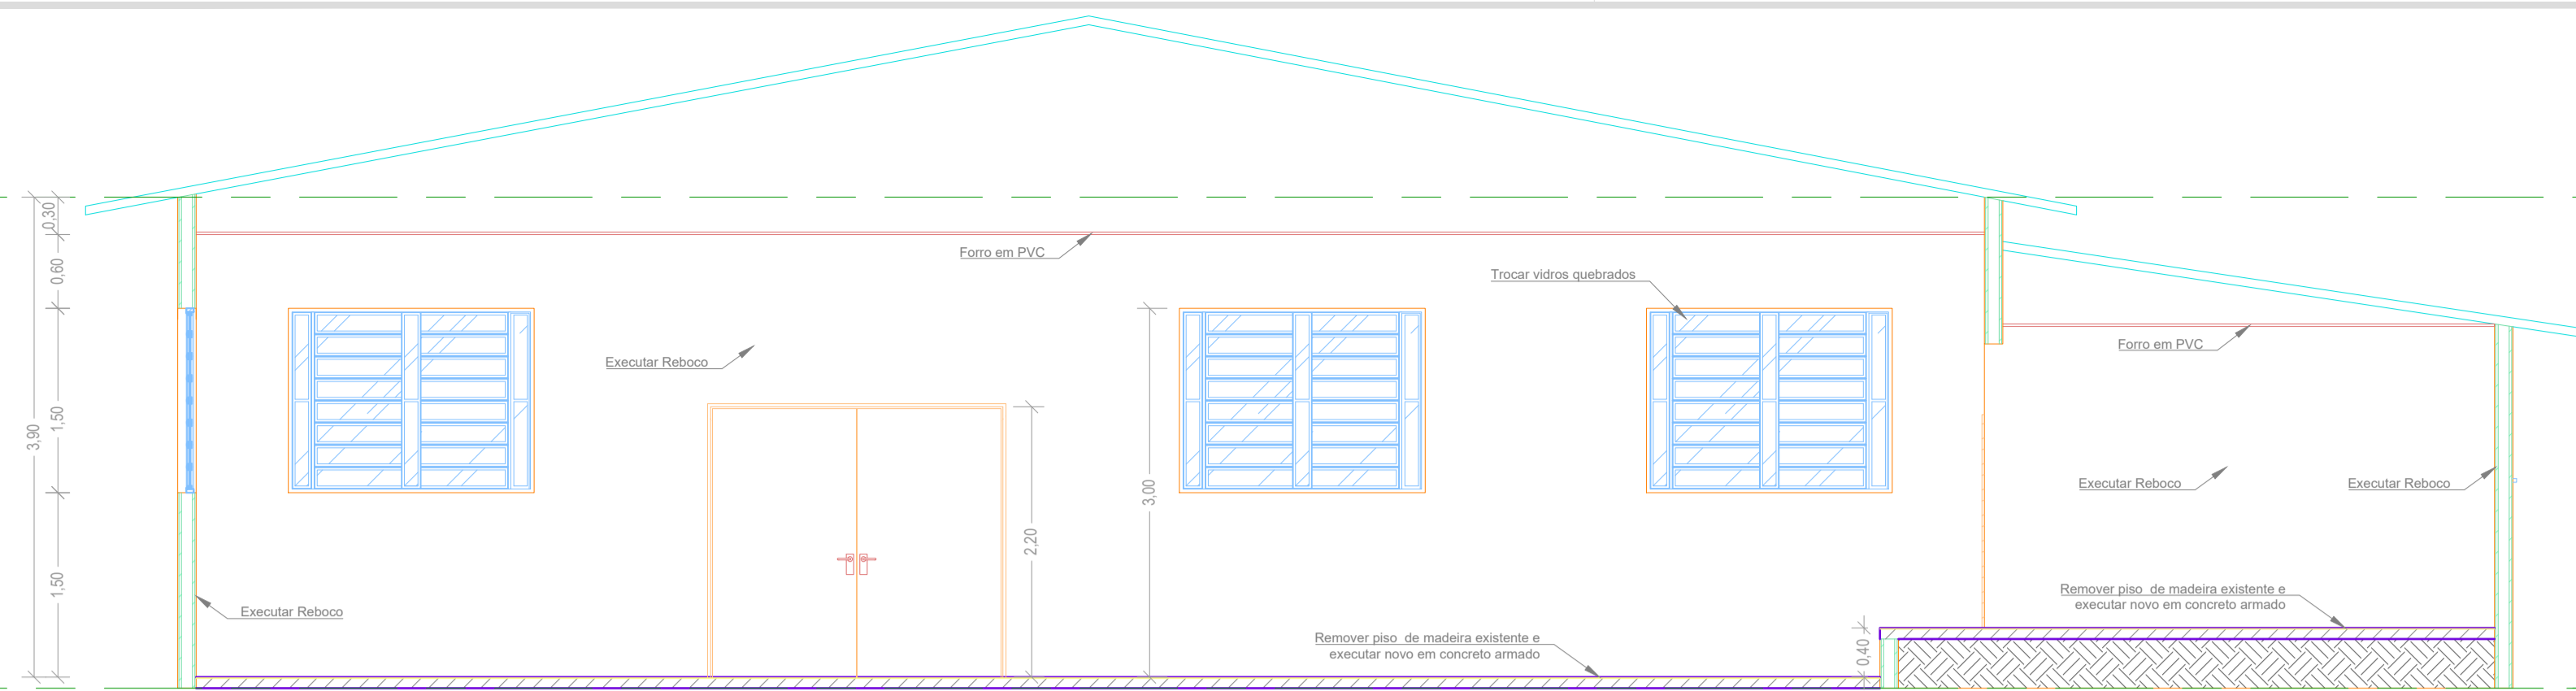 0,30
0,60
Forro em PVC
Trocar vidros quebrados
Forro em PVC
Executar Reboco
1,50
3,90
3,00
Executar Reboco
Executar Reboco
2,20
1,50
Executar Reboco
Remover piso de madeira existente e
executar novo em concreto armado
Remover piso de madeira existente e
executar novo em concreto armado
0,40